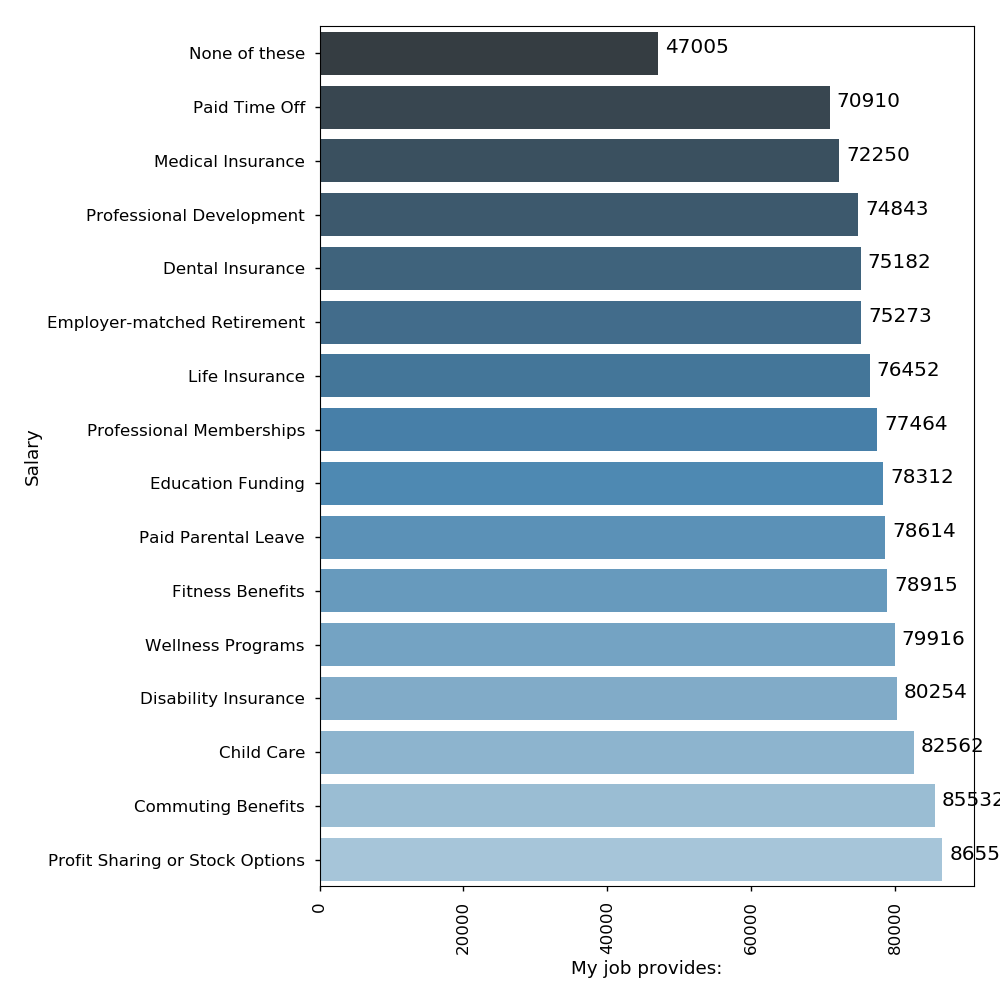 None of these 47005
Paid Time Off 70910
Medical Insurance 72250
Professional Development 74843
Dental Insurance 75182
Employer-matched Retirement 75273
Life Insurance 76452
Professional Memberships 77464
Education Funding 78312
Paid Parental Leave 78614
Fitness Benefits 78915
Wellness Programs 79916
Disability Insurance 80254
Child Care 82562
Commuting Benefits 85532
Profit Sharing or Stock Options 8655
Salary
0 20000 40000 60000 80000
My job provides: